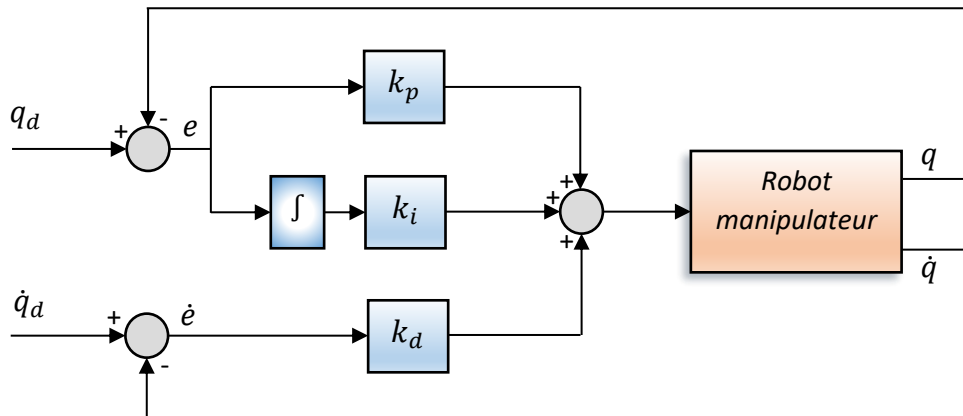 k_p
q_d
+
-
e
Robot
manipulateur
q
∫
k_i
+
+
+
q̇
q̇_d
+
ė
k_d
-